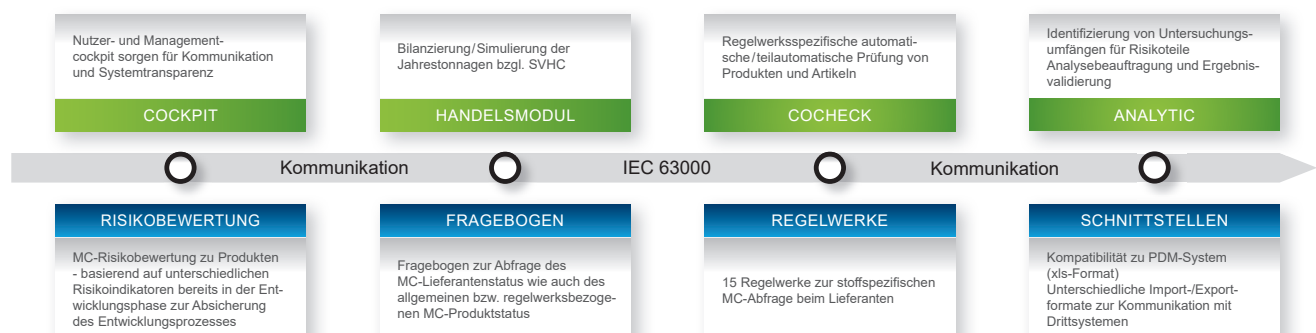 Nutzer- und Management-
cockpit sorgen für Kommunikation
und Systemtransparenz
COCKPIT
Bilanzierung/Simulierung der
Jahrestonnagen bzgl. SVHC
HANDELSMODUL
Regelwerksspezifische automati-
sche/teilautomatische Prüfung von
Produkten und Artikeln
COCHECK
Identifizierung von Untersuchungs-
umfängen für Risikoteile
Analysebeauftragung und Ergebnis-
validierung
ANALYTIC
Kommunikation
IEC 63000
Kommunikation
RISIKOBEWERTUNG
MC-Risikobewertung zu Produkten
- basierend auf unterschiedlichen
Risikoindikatoren bereits in der Ent-
wicklungsphase zur Absicherung
des Entwicklungsprozesses
FRAGEBOGEN
Fragebogen zur Abfrage des
MC-Lieferantenstatus wie auch des
allgemeinen bzw. regelwerksbezoge-
nen MC-Produktstatus
REGELWERKE
15 Regelwerke zur stoffspezifischen
MC-Abfrage beim Lieferanten
SCHNITTSTELLEN
Kompatibilität zu PDM-System
(xls-Format)
Unterschiedliche Import-/Export-
formate zur Kommunikation mit
Drittsystemen